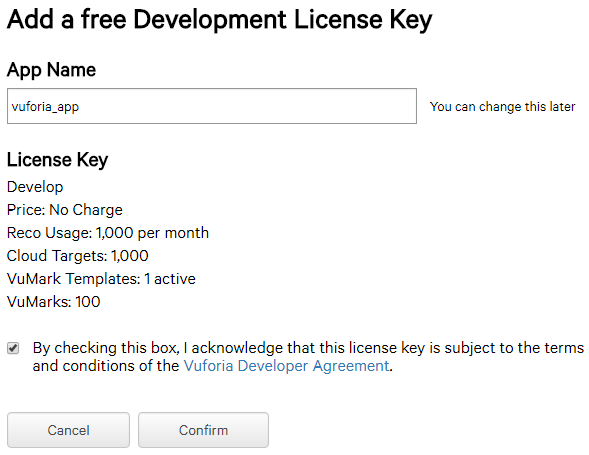 Add a free Development License Key
App Name
vuforia_app
You can change this later
License Key
Develop
Price: No Charge
Reco Usage: 1,000 per month
Cloud Targets: 1,000
VuMark Templates: 1 active
VuMarks: 100
By checking this box, I acknowledge that this license key is subject to the terms
and conditions of the Vuforia Developer Agreement.
Cancel
Confirm